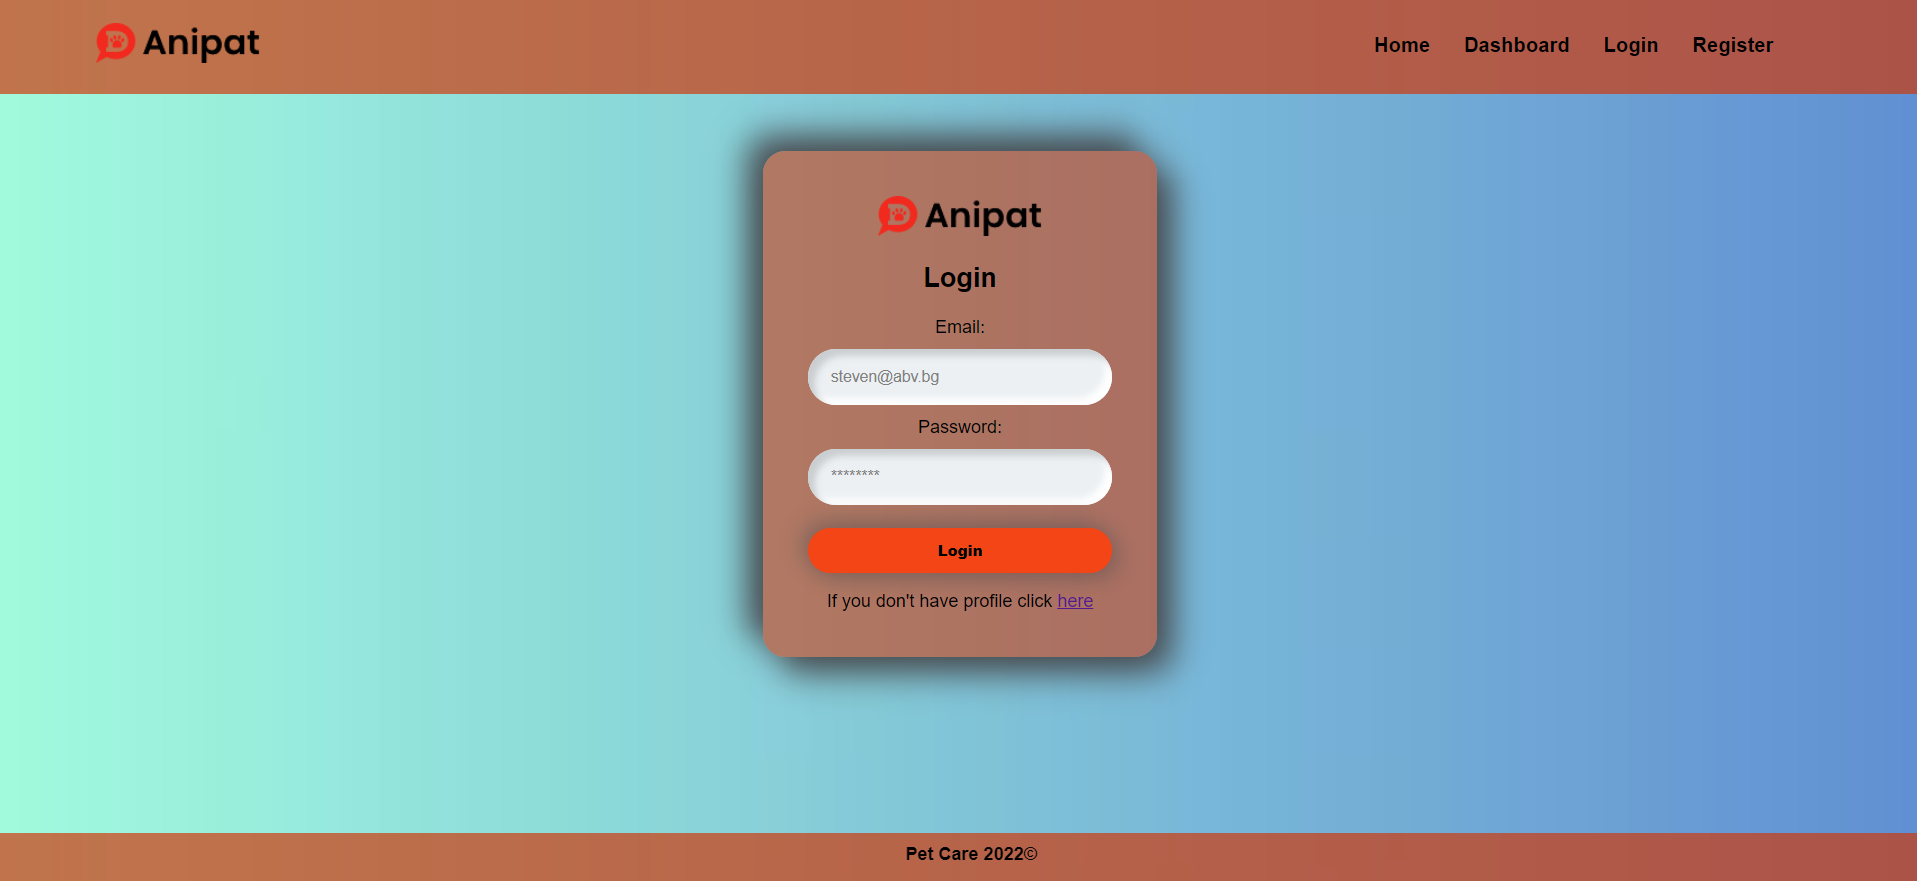 Anipat
Home Dashboard Login Register
Anipat
Login
Email:
steven@abv.bg
Password:
********
Login
If you don't have profile click here
Pet Care 2022©